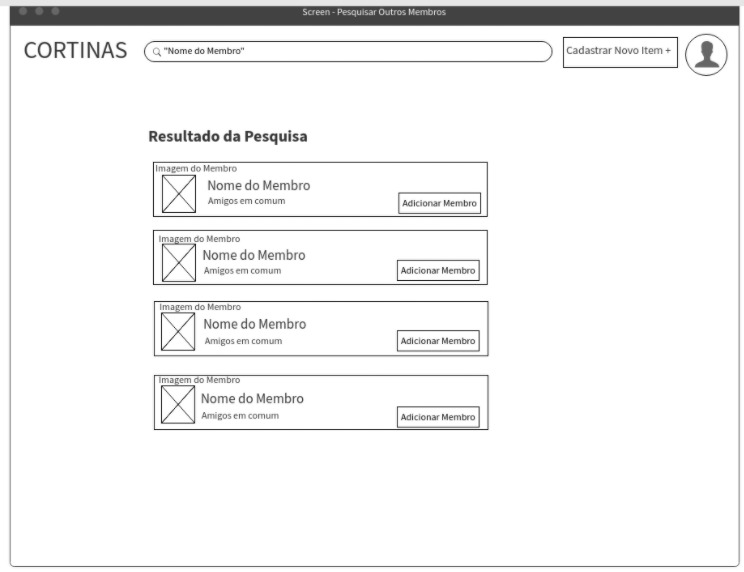 Screen - Pesquisar Outros Membros
CORTINAS
"Nome do Membro"
Cadastrar Novo Item +
Resultado da Pesquisa
Imagem do Membro
Nome do Membro
Amigos em comum
Adicionar Membro
Imagem do Membro
Nome do Membro
Amigos em comum
Adicionar Membro
Imagem do Membro
Nome do Membro
Amigos em comum
Adicionar Membro
Imagem do Membro
Nome do Membro
Amigos em comum
Adicionar Membro